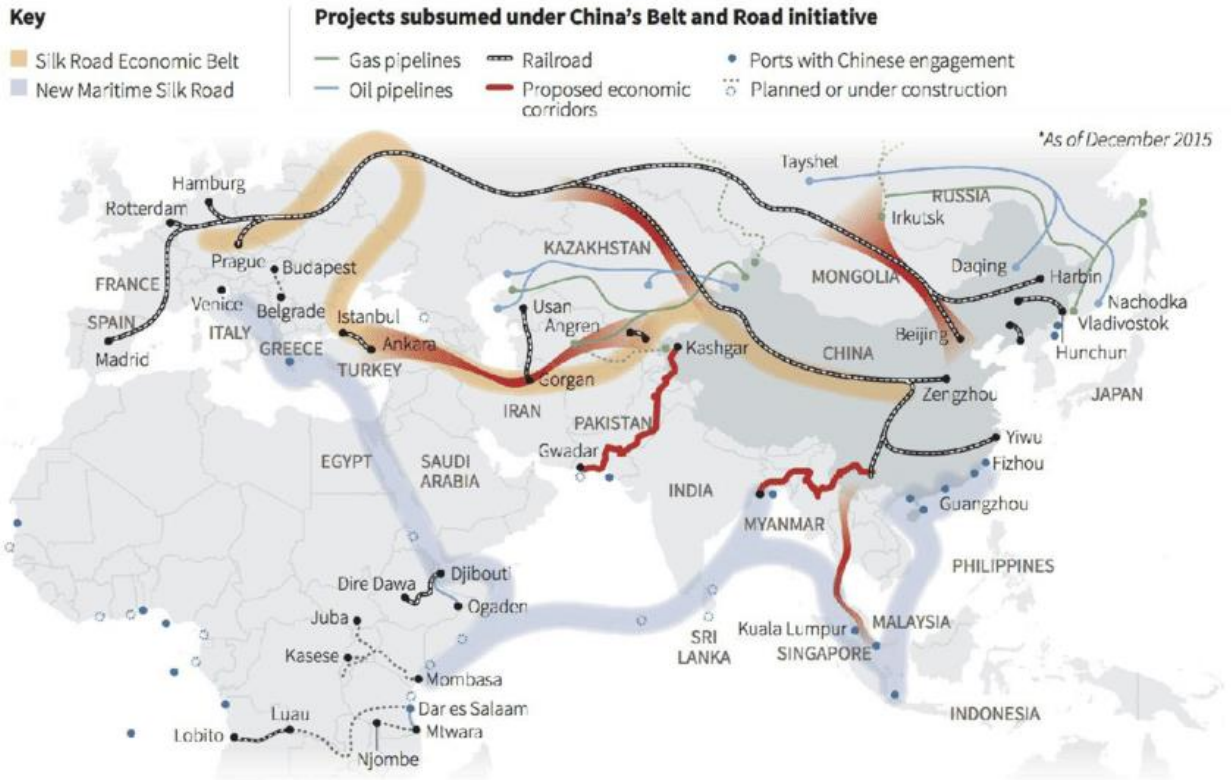 Key
Projects subsumed under China's Belt and Road initiative
Silk Road Economic Belt
New Maritime Silk Road
Gas pipelines
Oil pipelines
Railroad
Proposed economic
corridors
Ports with Chinese engagement
Planned or under construction
*As of December 2015
Tayshet
Hamburg
Rotterdam
RUSSIA
Irkutsk
KAZAKHSTAN
Prague
Budapest
MONGOLIA
Daqing
Harbin
FRANCE
Venice
Belgrade
Usan
Nachodka
SPAIN
ITALY
Istanbul
Angren
Vladivostok
Madrid
GREECE
Ankara
Beijing
Kashgar
CHINA
Hunchun
TURKEY
Gorgan
Zengzhou
JAPAN
IRAN
PAKISTAN
Yiwu
Gwadar
EGYPT
SAUDI
ARABIA
Fizhou
INDIA
Guangzhou
MYANMAR
PHILIPPINES
Djibouti
Dire Dawa
Ogaden
Juba
SRI
LANKA
Kuala Lumpur
MALAYSIA
SINGAPORE
Kasese
Mombasa
Dar es Salaam
INDONESIA
Luau
Lobito
Mtwara
Njombe